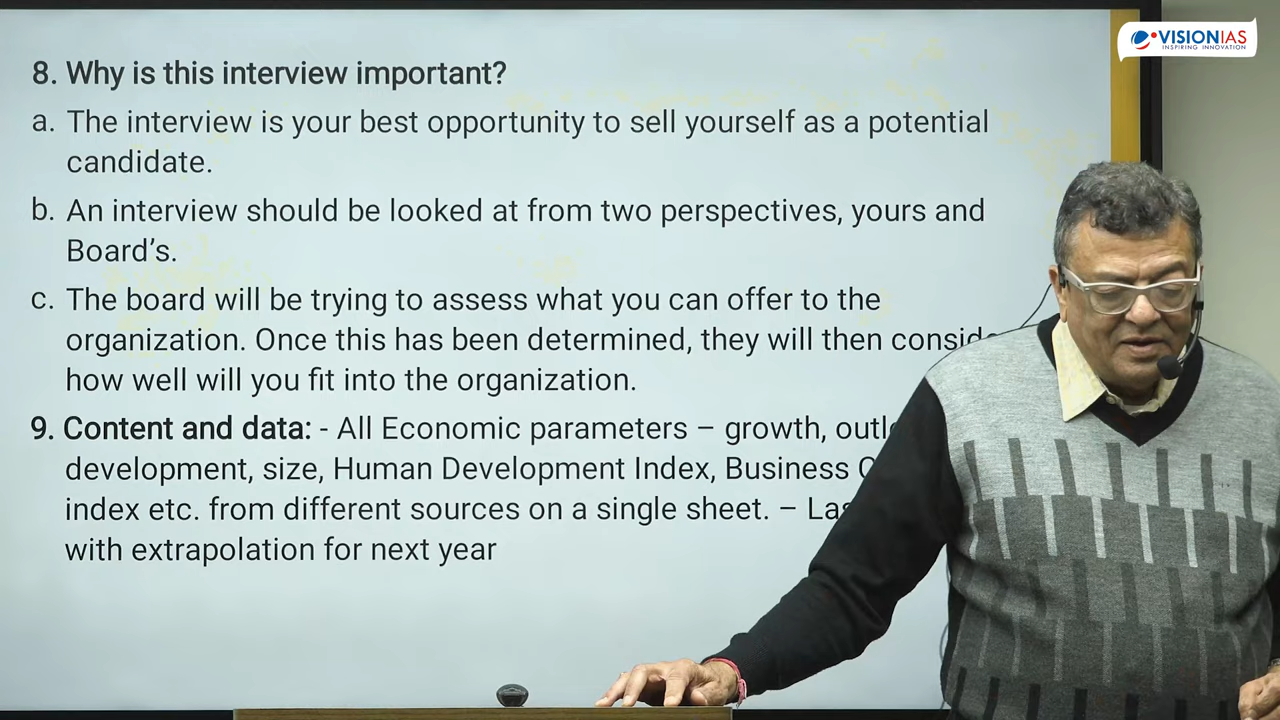 VISIONIAS
INSPIRING INNOVATION
8. Why is this interview important?
a. The interview is your best opportunity to sell yourself as a potential
candidate.
b. An interview should be looked at from two perspectives, yours and
Board’s.
c. The board will be trying to assess what you can offer to the
organization. Once this has been determined, they will then
how well will you fit into the organization.
9. Content and data: - All Economic parameters – growth,
development, size, Human Development Index, Business
index etc. from different sources on a single sheet. –
with extrapolation for next year